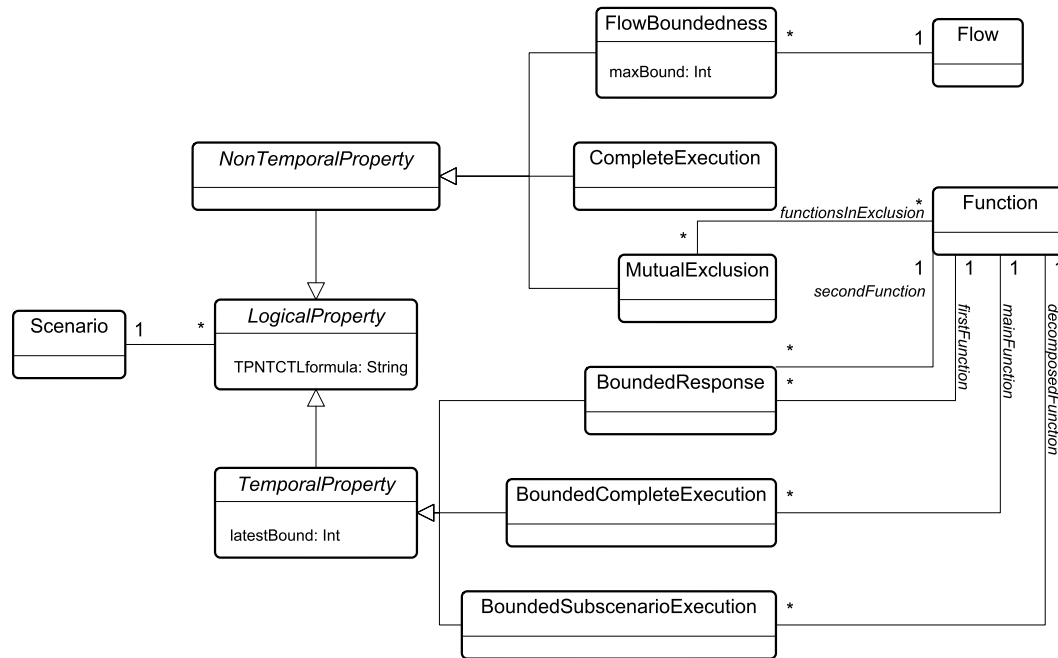 FlowBoundedness
maxBound: Int
*
1
Flow
NonTemporalProperty
CompleteExecution
Function
functionsInExclusion
*
*
MutualExclusion
1
1
1
1
secondFunction
firstFunction
mainFunction
decomposedFunction
Scenario
1
*
LogicalProperty
TPNTCTLformula: String
*
BoundedResponse
*
TemporalProperty
latestBound: Int
BoundedCompleteExecution
*
BoundedSubscenarioExecution
*